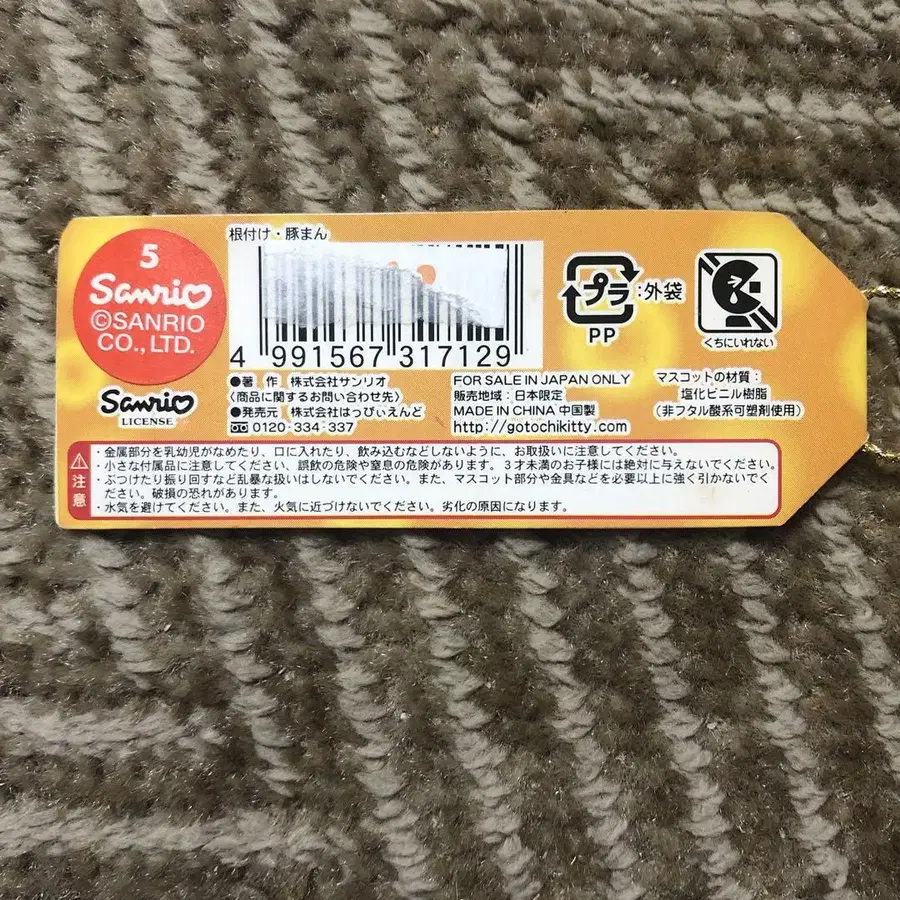 5
Sanrio
©SANRIO
CO., LTD.
Sanrio
LICENSE
根付け・豚まん
4 991567 317129
●著 作 株式会社サンリオ
〈商品に関するお問い合わせ先〉
●発売元 株式会社はっぴぃえんど
0120-334-337
FOR SALE IN JAPAN ONLY
販売地域：日本限定
MADE IN CHINA 中国製
http://gotochikitty.com
プラ：外袋
PP
くちにいれない
マスコットの材質：
塩化ビニル樹脂
（非フタル酸系可塑剤使用）
注意
・金属部分を乳幼児がなめたり、口に入れたり、飲み込むなどしないように、お取扱いに注意してください。
・小さな付属品に注意してください、誤飲の危険や窒息の危険があります。3才未満のお子様には絶対に与えないでください。
・ぶつけたり振り回すなど乱暴な扱いはしないでください。また、マスコット部分や金具などを必要以上に強く引かないでく
ださい。破損の恐れがあります。
・水気を避けてください。また、火気に近づけないでください。劣化の原因になります。